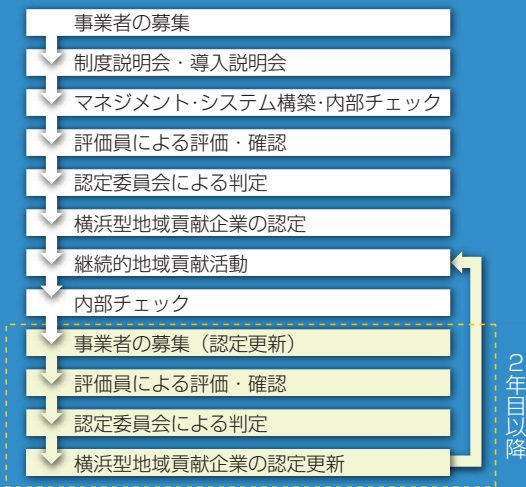 事業者の募集
制度説明会・導入説明会
マネジメント・システム構築・内部チェック
評価員による評価・確認
認定委員会による判定
横浜型地域貢献企業の認定
継続的地域貢献活動
内部チェック
事業者の募集（認定更新）
評価員による評価・確認
認定委員会による判定
横浜型地域貢献企業の認定更新
2年目以降